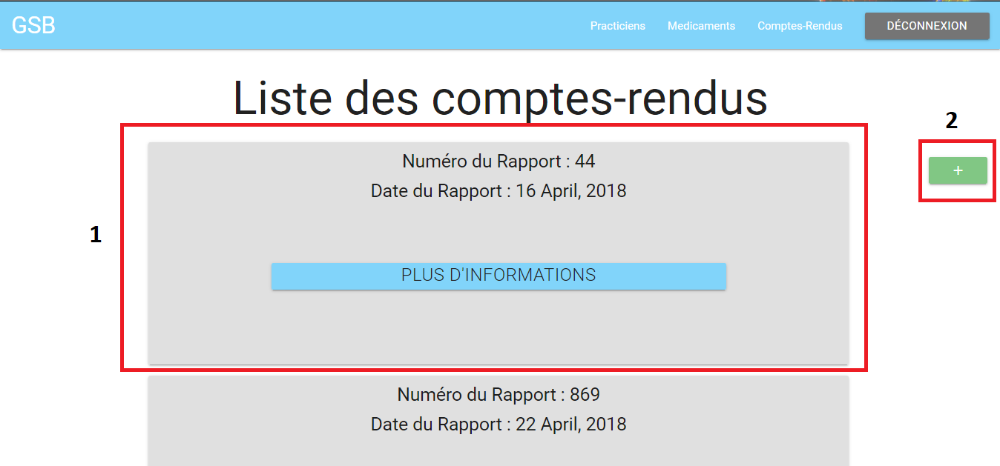 GSB
Practiciens
Medicaments
Comptes-Rendus
DÉCONNEXION
Liste des comptes-rendus
2
Numéro du Rapport : 44
+
Date du Rapport : 16 April, 2018
1
PLUS D'INFORMATIONS
Numéro du Rapport : 869
Date du Rapport : 22 April, 2018